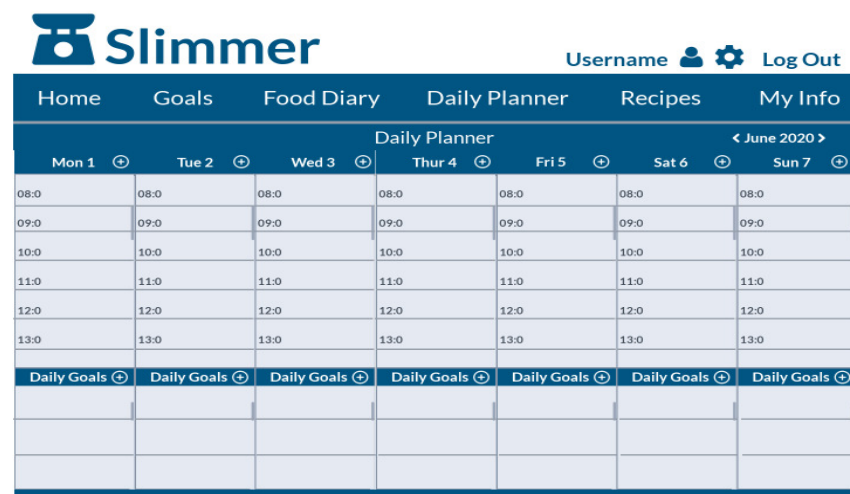 Slimmer
Username Log Out
Home Goals Food Diary Daily Planner Recipes My Info
Daily Planner < June 2020 >
Mon 1 Tue 2 Wed 3 Thur 4 Fri 5 Sat 6 Sun 7
08:0 08:0 08:0 08:0 08:0 08:0 08:0
09:0 09:0 09:0 09:0 09:0 09:0 09:0
10:0 10:0 10:0 10:0 10:0 10:0 10:0
11:0 11:0 11:0 11:0 11:0 11:0 11:0
12:0 12:0 12:0 12:0 12:0 12:0 12:0
13:0 13:0 13:0 13:0 13:0 13:0 13:0
Daily Goals Daily Goals Daily Goals Daily Goals Daily Goals Daily Goals Daily Goals